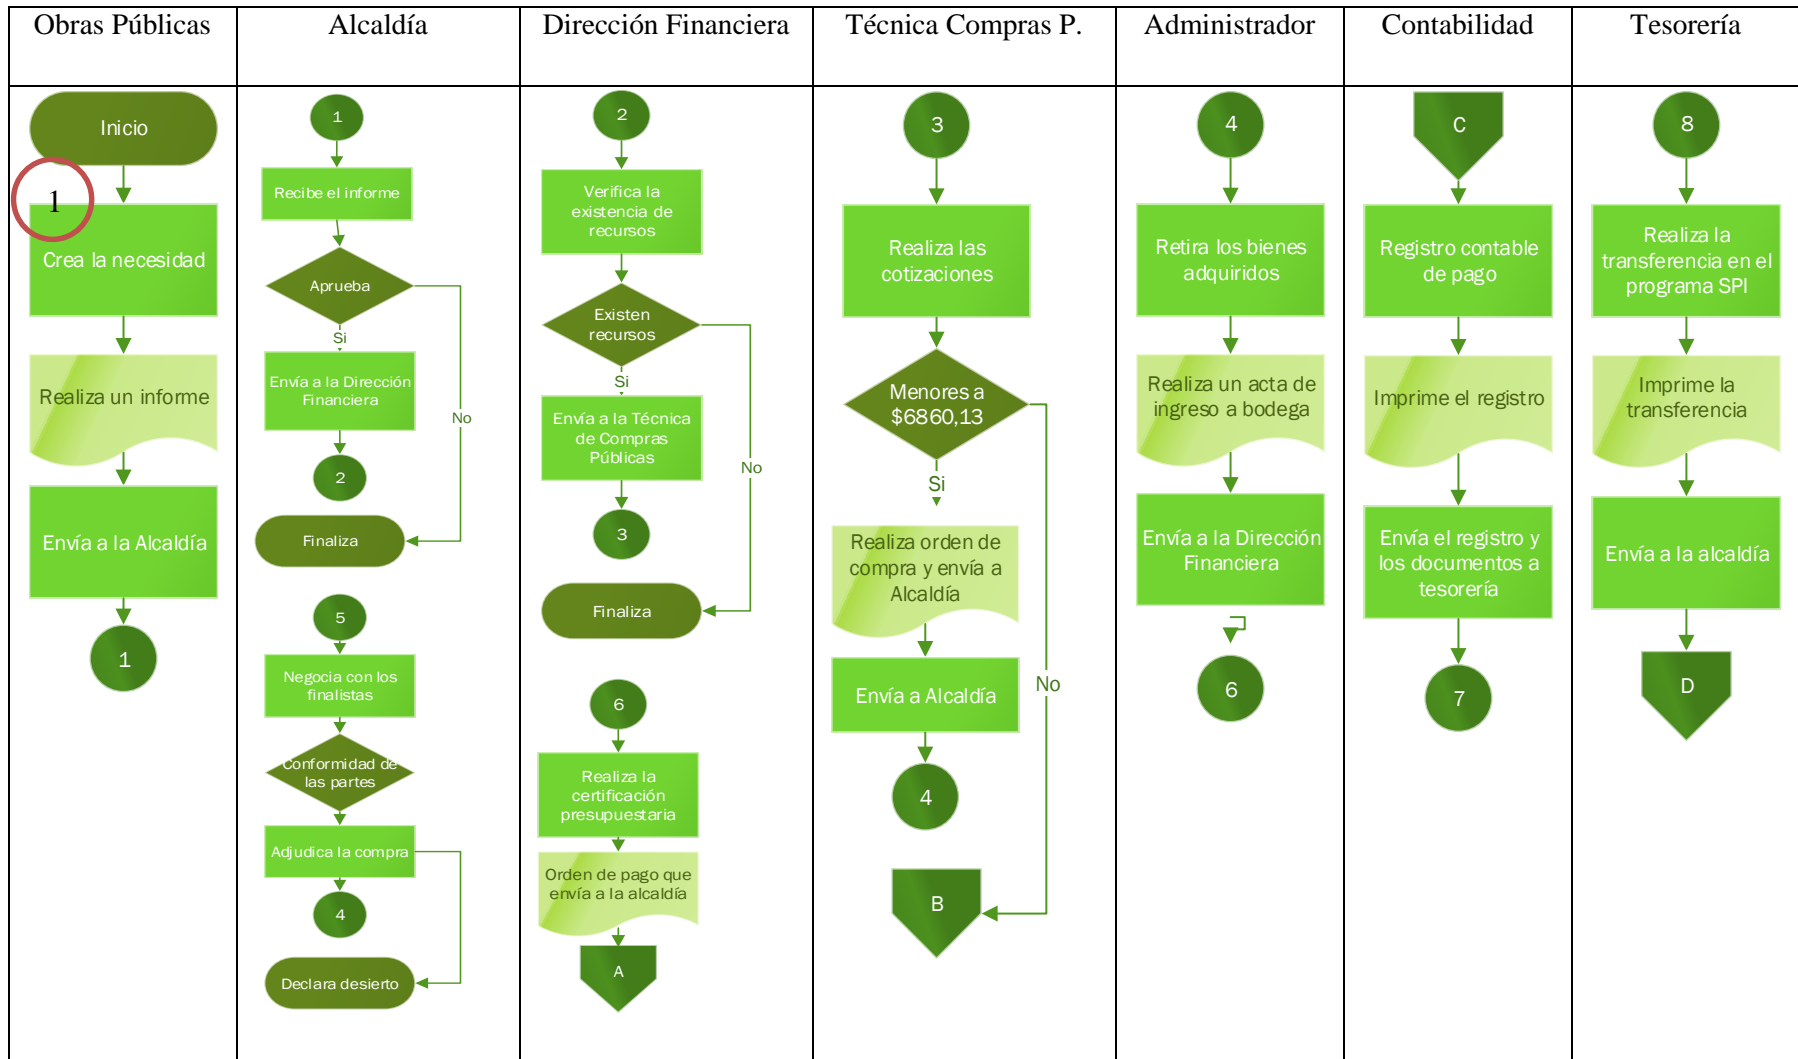 Obras Públicas
Alcaldía
Dirección Financiera
Técnica Compras P.
Administrador
Contabilidad
Tesorería
Inicio
1
Crea la necesidad
Realiza un informe
Envía a la Alcaldía
1
1
Recibe el informe
Aprueba
Si
No
Envía a la Dirección
Financiera
2
Finaliza
5
Negocia con los
finalistas
Conformidad de
las partes
Adjudica la compra
4
Declara desierto
2
Verifica la
existencia de
recursos
Existen
recursos
Si
No
Envía a la Técnica
de Compras
Públicas
3
Finaliza
6
Realiza la
certificación
presupuestaria
Orden de pago que
envía a la alcaldía
A
3
Realiza las
cotizaciones
Menores a
$6860,13
Si
No
Realiza orden de
compra y envía a
Alcaldía
Envía a Alcaldía
4
B
4
Retira los bienes
adquiridos
Realiza un acta de
ingreso a bodega
Envía a la Dirección
Financiera
6
C
Registro contable
de pago
Imprime el registro
Envía el registro y
los documentos a
tesorería
7
8
Realiza la
transferencia en el
programa SPI
Imprime la
transferencia
Envía a la alcaldía
D